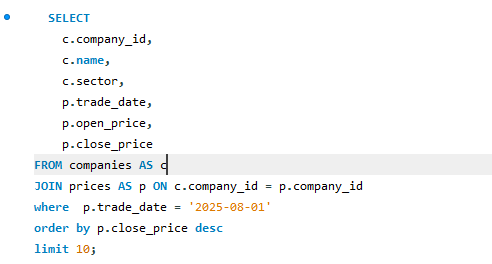 SELECT
c.company_id,
c.name,
c.sector,
p.trade_date,
p.open_price,
p.close_price
FROM companies AS c
JOIN prices AS p ON c.company_id = p.company_id
where  p.trade_date = '2025-08-01'
order by p.close_price desc
limit 10;